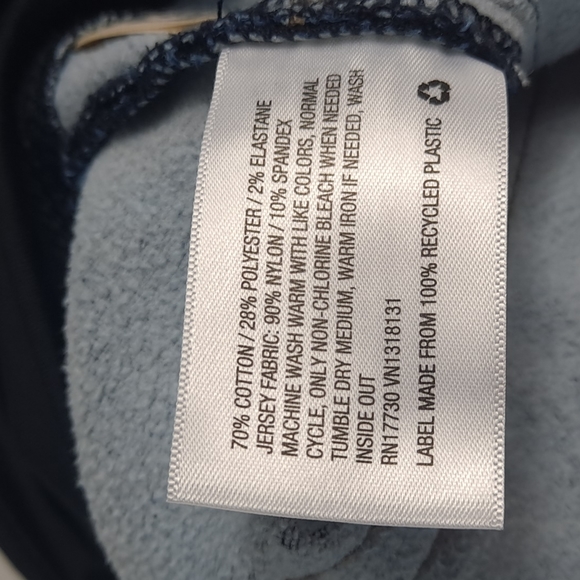 70% COTTON / 28% POLYESTER / 2% ELASTANE
JERSEY FABRIC: 90% NYLON / 10% SPANDEX
MACHINE WASH WARM WITH LIKE COLORS, NORMAL
CYCLE, ONLY NON-CHLORINE BLEACH WHEN NEEDED
TUMBLE DRY MEDIUM, WARM IRON IF NEEDED, WASH
INSIDE OUT
RN17730 VN1318131
LABEL MADE FROM 100% RECYCLED PLASTIC